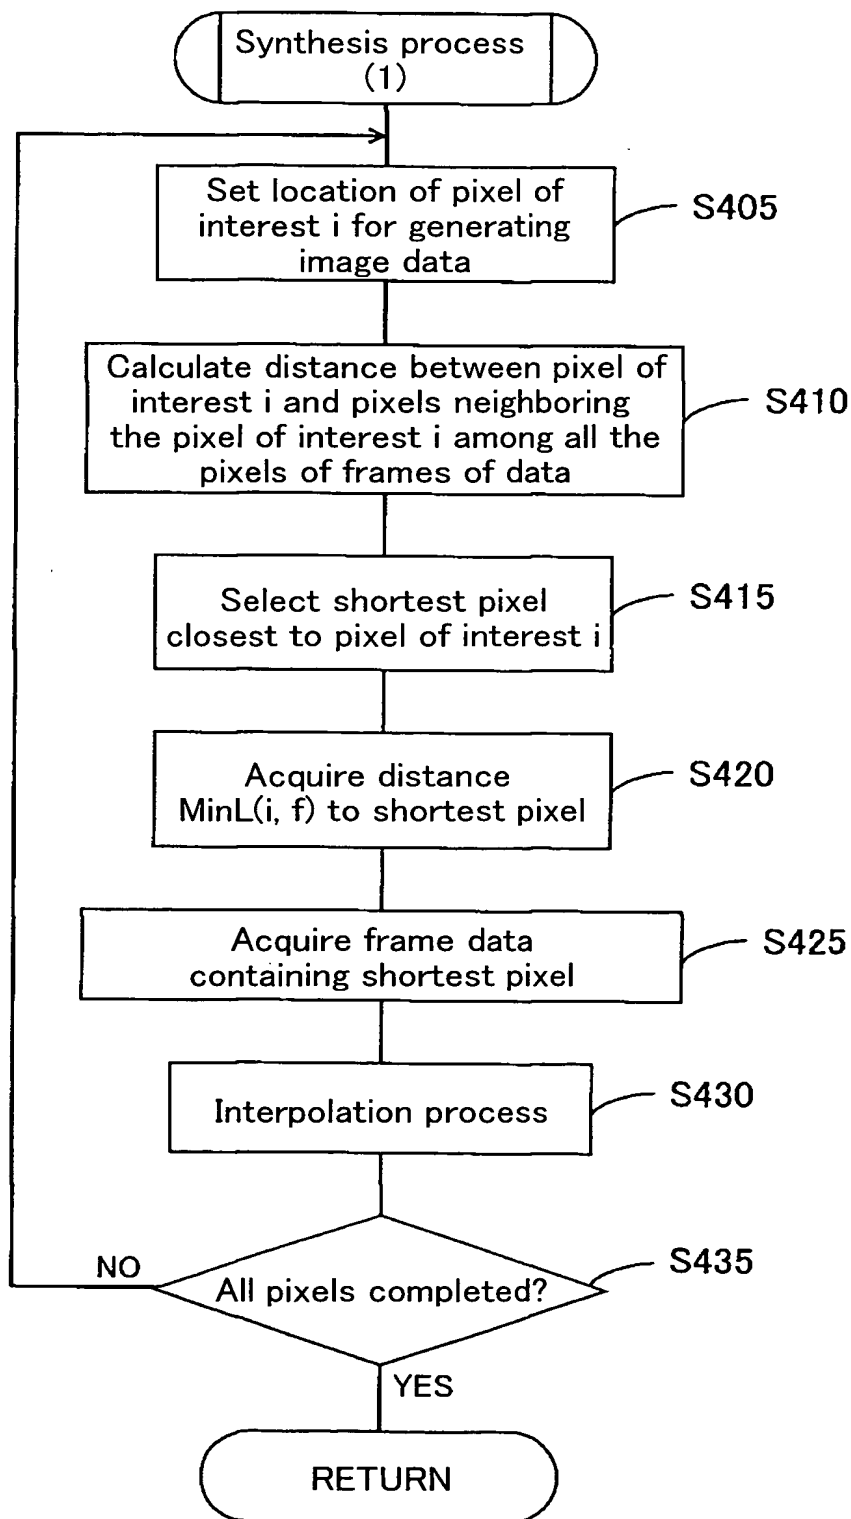 Synthesis process
(1)
Set location of pixel of
interest i for generating
image data
S405
Calculate distance between pixel of
interest i and pixels neighboring
the pixel of interest i among all the
pixels of frames of data
S410
Select shortest pixel
closest to pixel of interest i
S415
Acquire distance
MinL(i, f) to shortest pixel
S420
Acquire frame data
containing shortest pixel
S425
Interpolation process
S430
NO
All pixels completed?
S435
YES
RETURN